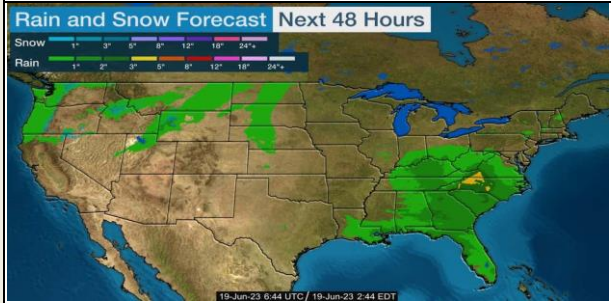 Rain and Snow Forecast Next 48 Hours
Snow
1" 3" 5" 8" 12" 18" 24"+
Rain
1" 2" 3" 5" 8" 12" 18" 24"+
19-Jun-23 6:44 UTC / 19-Jun-23 2:44 EDT